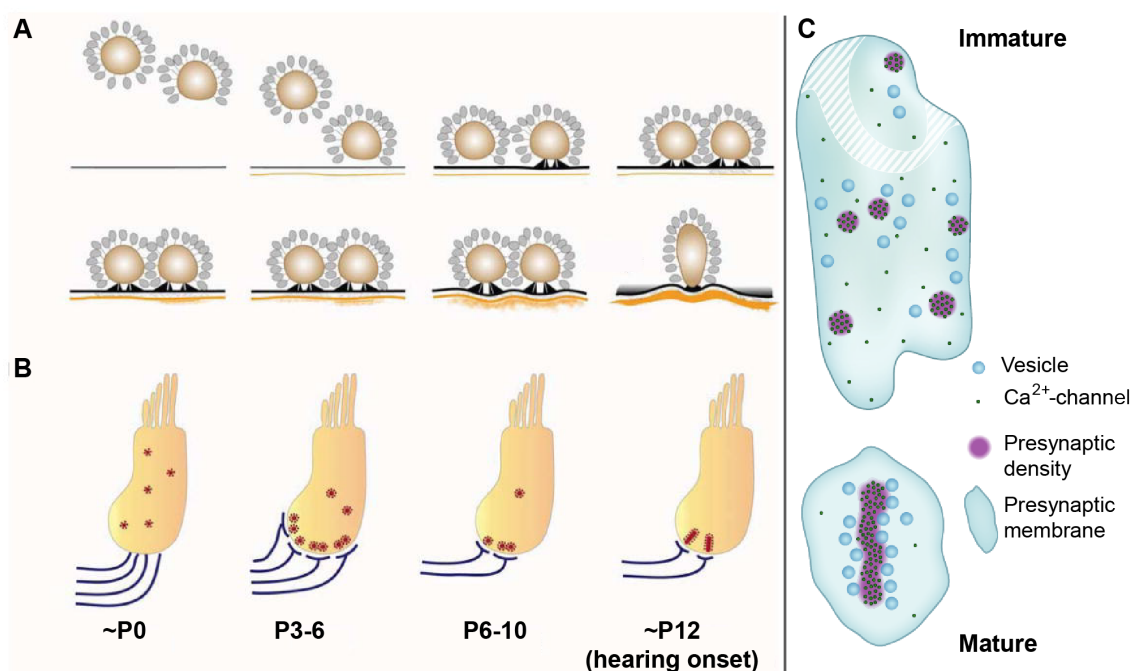 A
B
~P0
P3-6
P6-10
~P12
(hearing onset)
C
Immature
Vesicle
Ca2+-channel
Presynaptic
density
Presynaptic
membrane
Mature